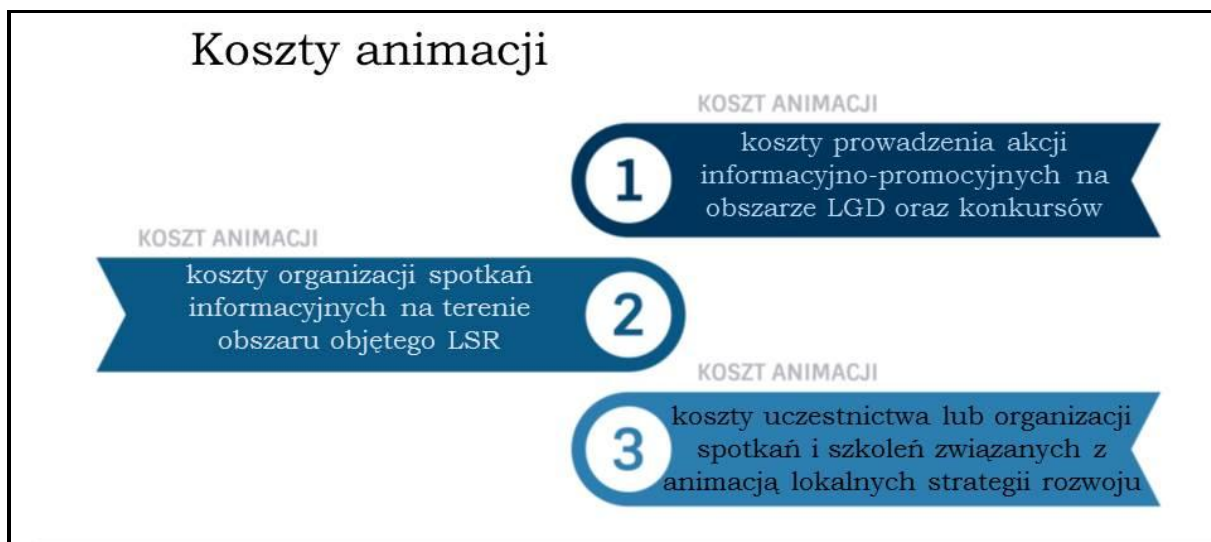 Koszty animacji
KOSZT ANIMACJI
1
koszty prowadzenia akcji
informacyjno-promocyjnych na
obszarze LGD oraz konkursów
KOSZT ANIMACJI
koszty organizacji spotkań
informacyjnych na terenie
obszaru objętego LSR
2
KOSZT ANIMACJI
3
koszty uczestnictwa lub organizacji
spotkań i szkoleń związanych z
animacją lokalnych strategii rozwoju